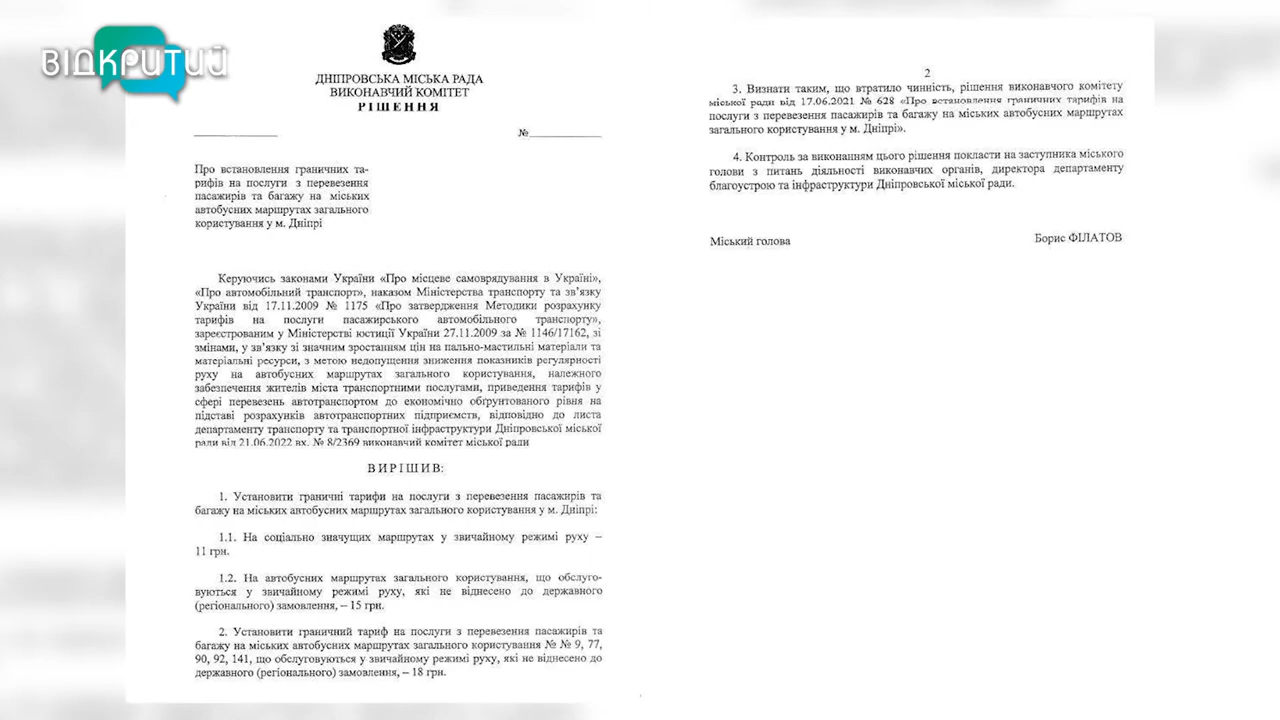 ВІДКРИТИЙ
ДНІПРОВСЬКА МІСЬКА РАДА
ВИКОНАВЧИЙ КОМІТЕТ
РІШЕННЯ
№
Про встановлення граничних та-
рифів на послуги з перевезення
пасажирів та багажу на міських
автобусних маршрутах загального
користування у м. Дніпрі
Керуючись законами України «Про місцеве самоврядування в Україні»,
«Про автомобільний транспорт», наказом Міністерства транспорту та зв’язку
України від 17.11.2009 № 1175 «Про затвердження Методики розрахунку
тарифів на послуги пасажирського автомобільного транспорту»,
зареєстрованим у Міністерстві юстиції України 27.11.2009 за № 1146/17162, зі
змінами, у зв’язку зі значним зростанням цін на пально-мастильні матеріали та
матеріальні ресурси, з метою недопущення зниження показників регулярності
руху на автобусних маршрутах загального користування, належного
забезпечення жителів міста транспортними послугами, приведення тарифів у
сфері перевезень автотранспортом до економічно обґрунтованого рівня на
підставі розрахунків автотранспортних підприємств, відповідно до листа
департаменту транспорту та транспортної інфраструктури Дніпровської міської
ради від 21.06.2022 вх. № 8/2369 виконавчий комітет міської ради
ВИРІШИВ:
1. Установити граничні тарифи на послуги з перевезення пасажирів та
багажу на міських автобусних маршрутах загального користування у м. Дніпрі:
1.1. На соціально значущих маршрутах у звичайному режимі руху –
11 грн.
1.2. На автобусних маршрутах загального користування, що обслуго-
вуються у звичайному режимі руху, які не віднесено до державного
(регіонального) замовлення, – 15 грн.
2. Установити граничний тариф на послуги з перевезення пасажирів та
багажу на міських автобусних маршрутах загального користування № № 9, 77,
90, 92, 141, що обслуговуються у звичайному режимі руху, які не віднесено до
державного (регіонального) замовлення, – 18 грн.
2
3. Визнати таким, що втратило чинність, рішення виконавчого комітету
міської ради від 17.06.2021 № 628 «Про встановлення граничних тарифів на
послуги з перевезення пасажирів та багажу на міських автобусних маршрутах
загального користування у м. Дніпрі».
4. Контроль за виконанням цього рішення покласти на заступника міського
голови з питань діяльності виконавчих органів, директора департаменту
благоустрою та інфраструктури Дніпровської міської ради.
Міський голова
Борис ФІЛАТОВ